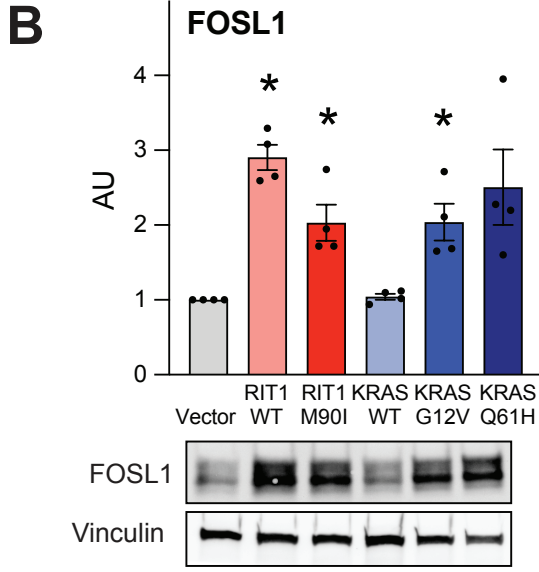 B
FOSL1
4
3
2
1
0
AU
*
*
*
Vector
RIT1
WT
RIT1
M90I
KRAS
WT
KRAS
G12V
KRAS
Q61H
FOSL1
Vinculin